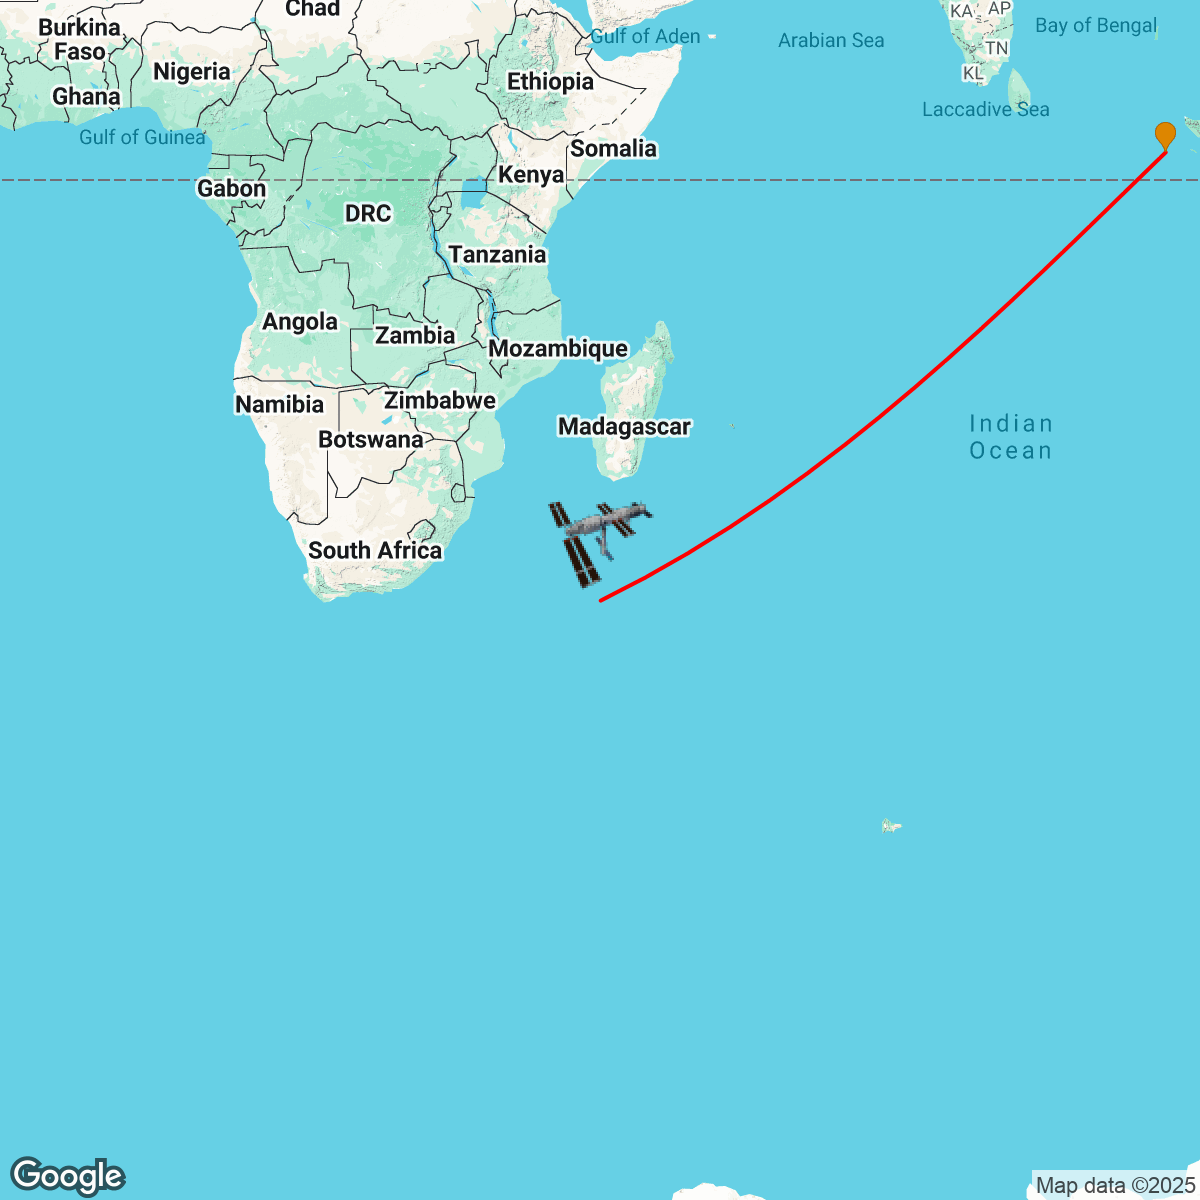 Chad
KA
AP
Burkina
Faso
Bay of Bengal
Gulf of Aden
Arabian Sea
TN
Nigeria
Ethiopia
KL
Ghana
Laccadive Sea
Gulf of Guinea
Somalia
Kenya
Gabon
DRC
Tanzania
Angola
Zambia
Mozambique
Namibia
Zimbabwe
Botswana
Madagascar
Indian
Ocean
South Africa
Google
Map data ©2025